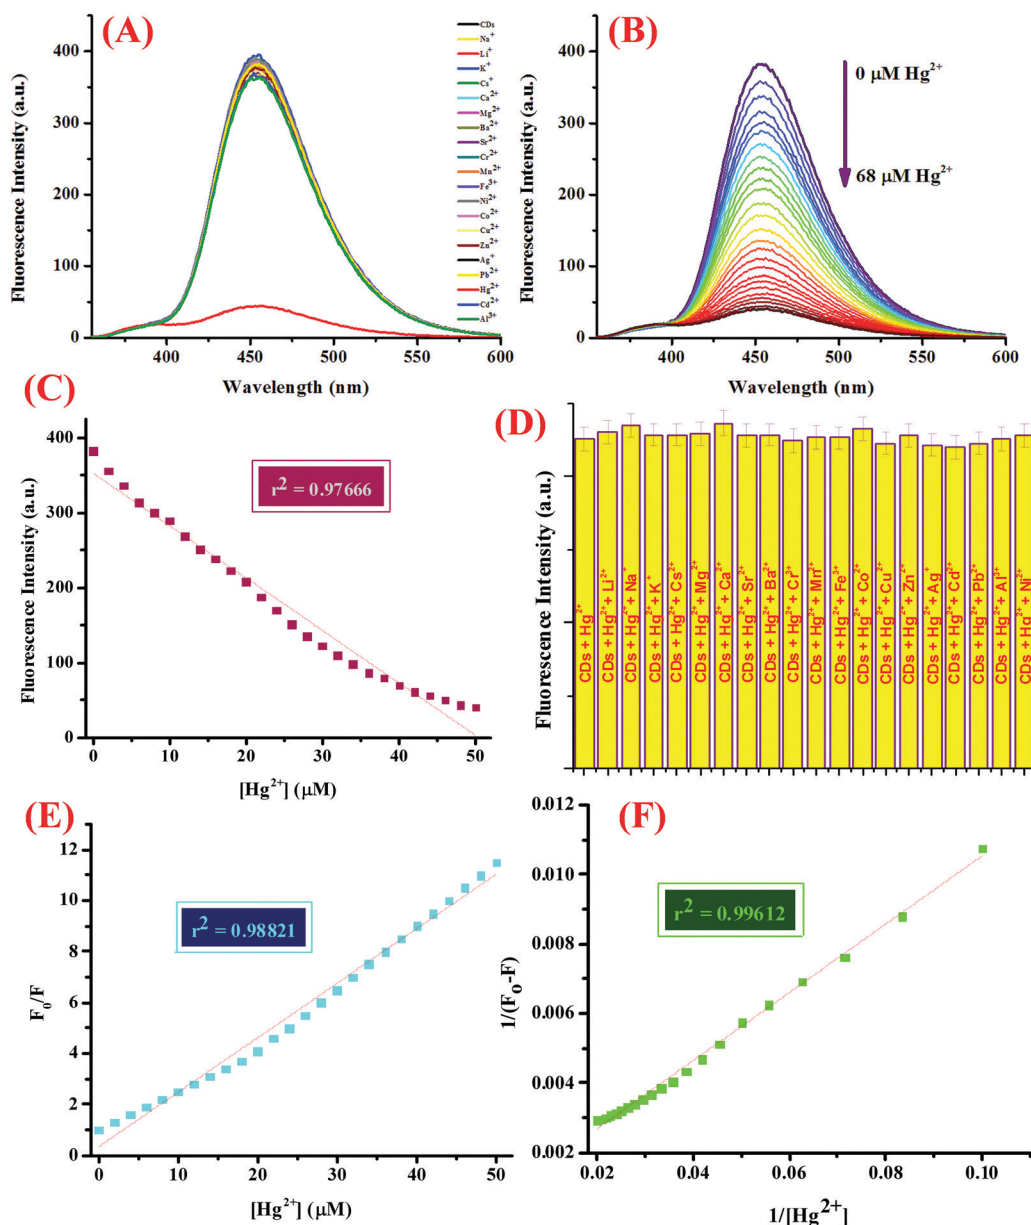 (A)
CDs
Na⁺
Li⁺
K⁺
Cs⁺
Ca²⁺
Mg²⁺
Ba²⁺
Sr²⁺
Cr²⁺
Mn²⁺
Fe³⁺
Ni²⁺
Co²⁺
Cu²⁺
Zn²⁺
Ag⁺
Pb²⁺
Hg²⁺
Cd²⁺
Al³⁺
400
300
200
100
0
Fluorescence Intensity (a.u.)
400 450 500 550 600
Wavelength (nm)
(B)
0 μM Hg²⁺
68 μM Hg²⁺
400
300
200
100
0
Fluorescence Intensity (a.u.)
400 450 500 550 600
Wavelength (nm)
(C)
r² = 0.97666
400
300
200
100
0
Fluorescence Intensity (a.u.)
0 10 20 30 40 50
[Hg²⁺] (μM)
(D)
Fluorescence Intensity (a.u.)
CDs + Hg²⁺
CDs + Hg²⁺+ Li²⁺
CDs + Hg²⁺+ Na⁺
CDs + Hg²⁺+ K⁺
CDs + Hg²⁺+ Cs²⁺
CDs + Hg²⁺+ Mg²⁺
CDs + Hg²⁺+ Ca²⁺
CDs + Hg²⁺+ Sr²⁺
CDs + Hg²⁺+ Ba²⁺
CDs + Hg²⁺+ Cr³⁺
CDs + Hg²⁺+ Mn²⁺
CDs + Hg²⁺+ Fe³⁺
CDs + Hg²⁺+ Co²⁺
CDs + Hg²⁺+ Cu²⁺
CDs + Hg²⁺+ Zn²⁺
CDs + Hg²⁺+ Ag⁺
CDs + Hg²⁺+ Cd²⁺
CDs + Hg²⁺+ Pb²⁺
CDs + Hg²⁺+ Al³⁺
CDs + Hg²⁺+ Ni²⁺
(E)
r² = 0.98821
12
10
8
6
4
2
0
F₀/F
0 10 20 30 40 50
[Hg²⁺] (μM)
(F)
r² = 0.99612
0.012
0.010
0.008
0.006
0.004
0.002
1/(F₀-F)
0.02 0.04 0.06 0.08 0.10
1/[Hg²⁺]